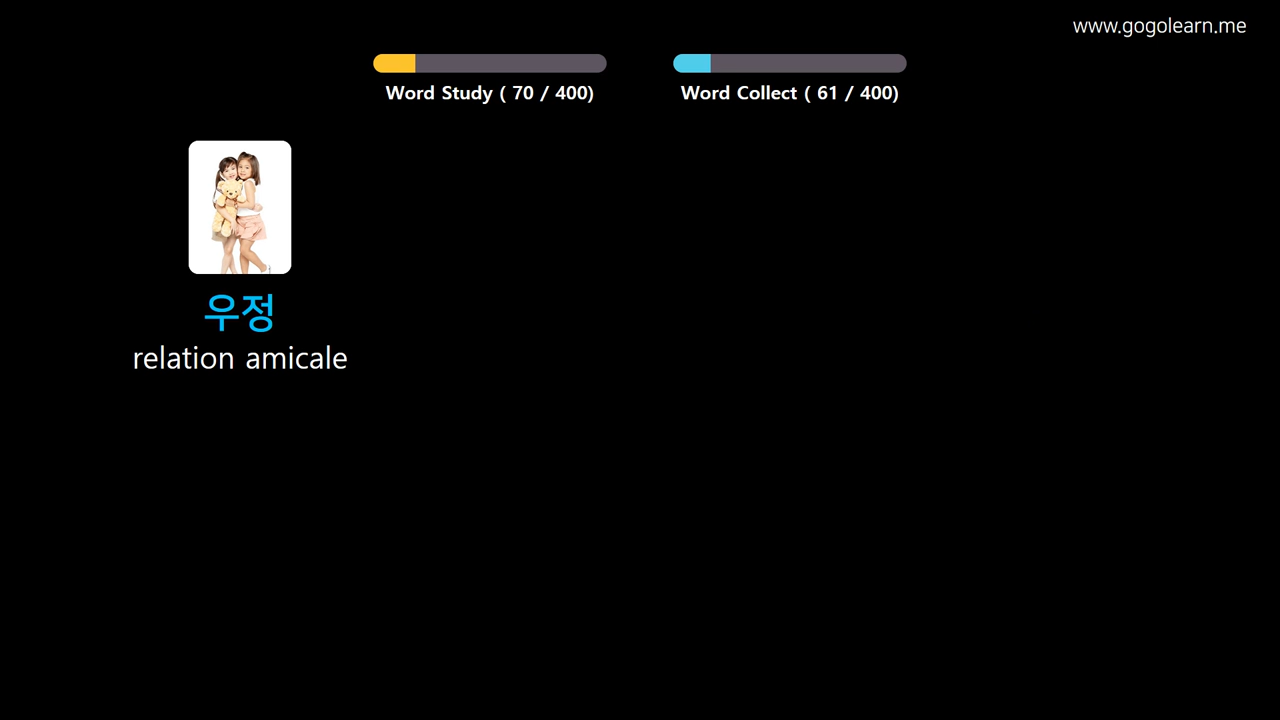 www.gogolearn.me
Word Study ( 70 / 400)
Word Collect ( 61 / 400)
우정
relation amicale